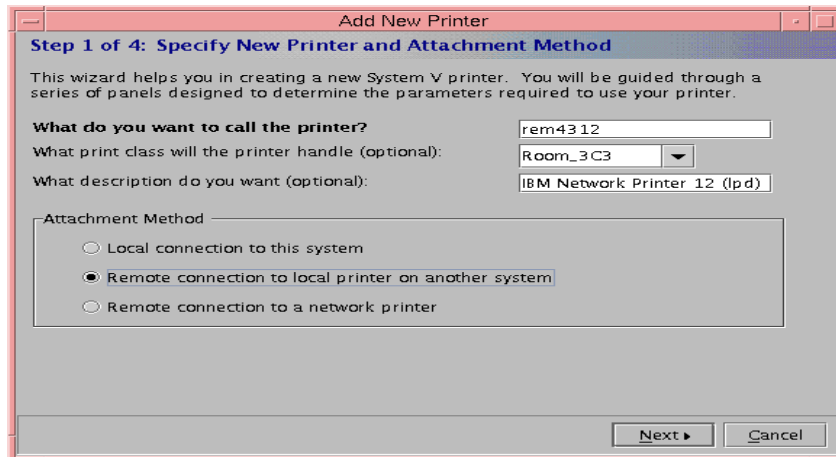 Add New Printer
Step 1 of 4: Specify New Printer and Attachment Method
This wizard helps you in creating a new System V printer. You will be guided through a
series of panels designed to determine the parameters required to use your printer.
What do you want to call the printer? rem4312
What print class will the printer handle (optional): Room_3C3
What description do you want (optional): IBM Network Printer 12 (lpd)
Attachment Method
Local connection to this system
Remote connection to local printer on another system
Remote connection to a network printer
Next Cancel